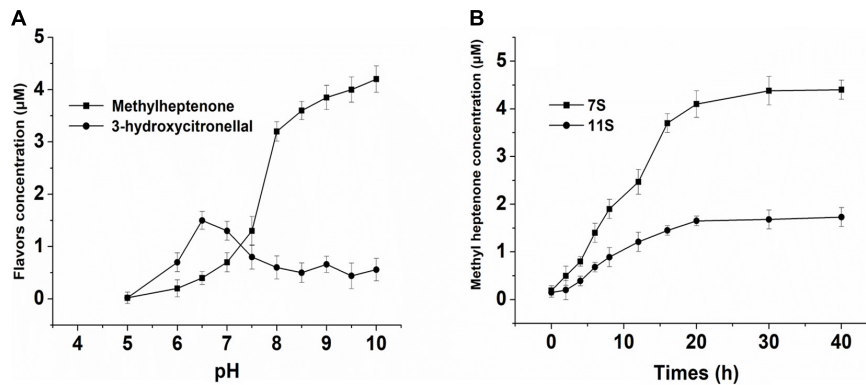 A
Flavors concentration (µM)
5
4
3
2
1
0
Methylheptenone
3-hydroxycitronellal
4 5 6 7 8 9 10
pH
B
Methyl heptenone concentration (µM)
5
4
3
2
1
0
7S
11S
0 10 20 30 40
Times (h)